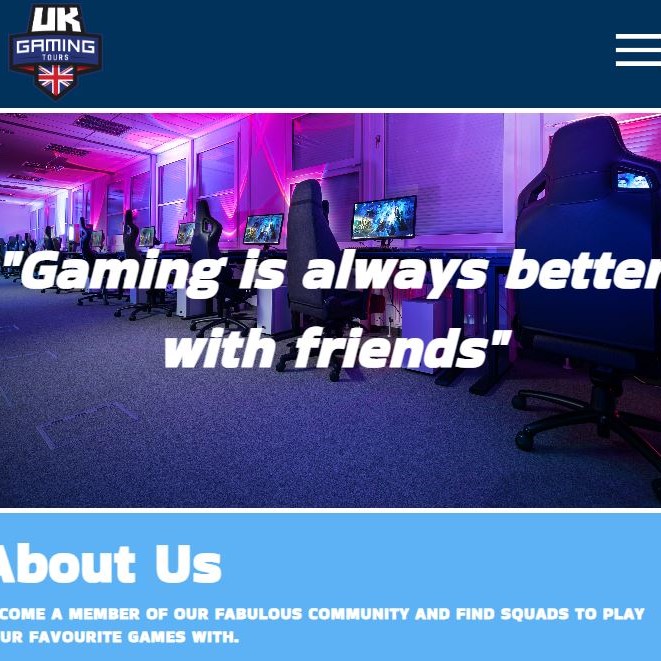 UK
GAMING
TOURS
"Gaming is always better
with friends"
About Us
COME A MEMBER OF OUR FABULOUS COMMUNITY AND FIND SQUADS TO PLAY
UR FAVOURITE GAMES WITH.